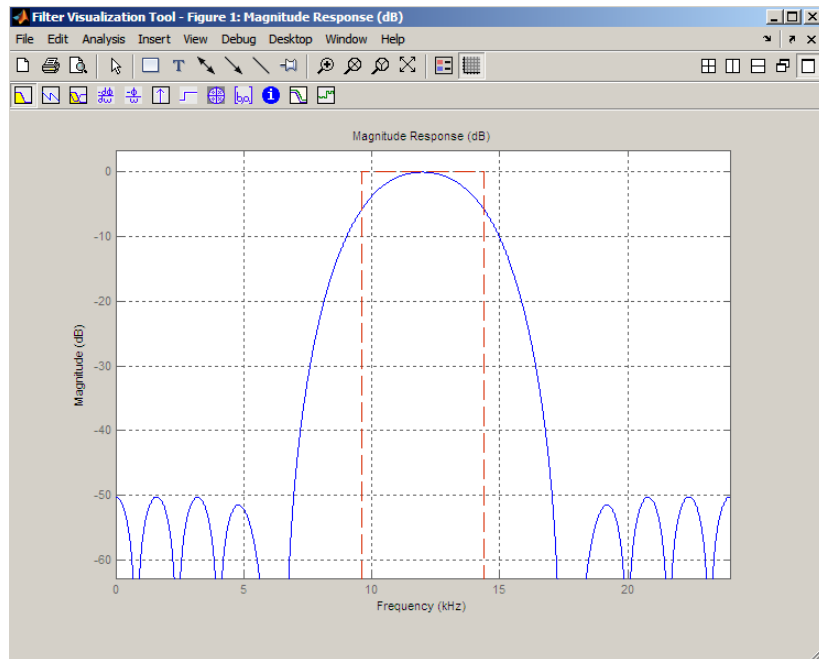 Filter Visualization Tool - Figure 1: Magnitude Response (dB)
File Edit Analysis Insert View Debug Desktop Window Help
Magnitude Response (dB)
0
-10
-20
-30
-40
-50
-60
Magnitude (dB)
0 5 10 15 20
Frequency (kHz)